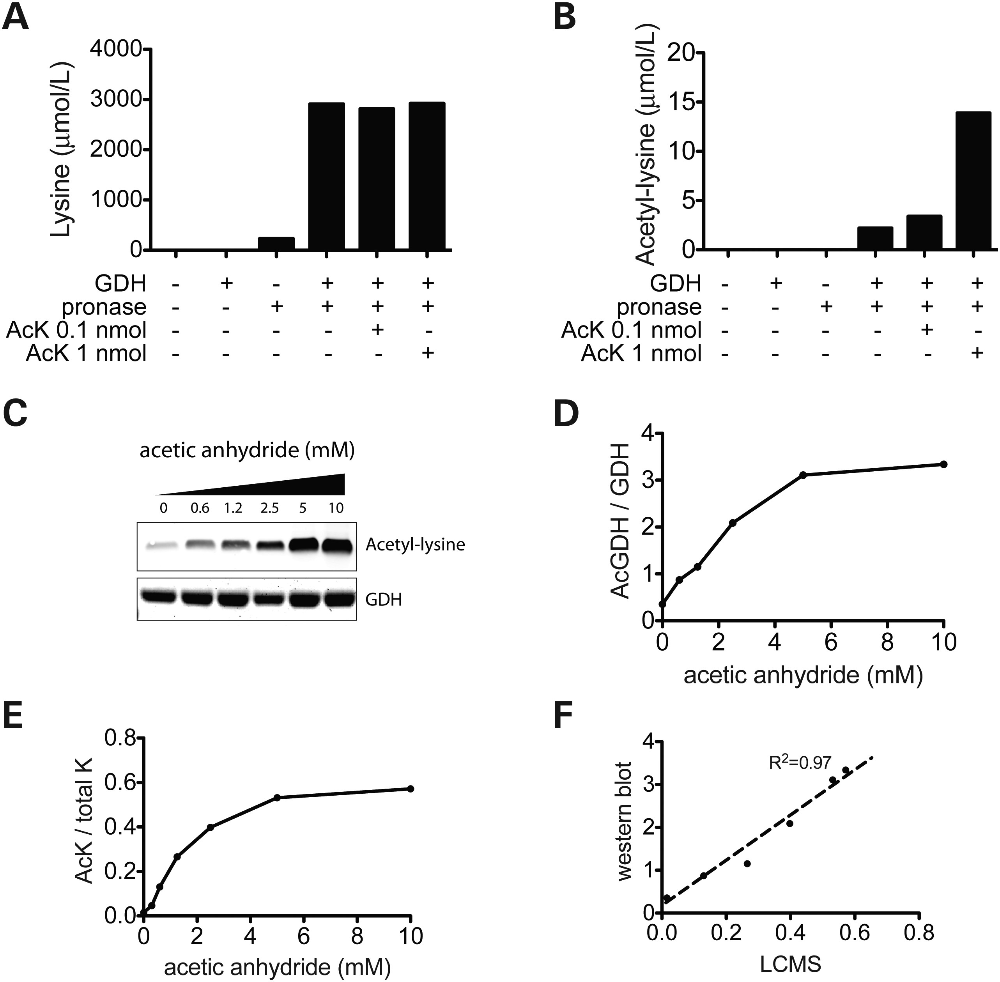 A
Lysine (µmol/L)
4000
3000
2000
1000
0
GDH - + - + + +
pronase - - + + + +
AcK 0.1 nmol - - - - + -
AcK 1 nmol - - - - - +
B
Acetyl-lysine (µmol/L)
20
15
10
5
0
GDH - + - + + +
pronase - - + + + +
AcK 0.1 nmol - - - - + -
AcK 1 nmol - - - - - +
C
acetic anhydride (mM)
0 0.6 1.2 2.5 5 10
Acetyl-lysine
GDH
D
AcGDH / GDH
4
3
2
1
0
0 2 4 6 8 10
acetic anhydride (mM)
E
AcK / total K
0.8
0.6
0.4
0.2
0.0
0 2 4 6 8 10
acetic anhydride (mM)
F
western blot
4
3
2
1
0
R²=0.97
0.0 0.2 0.4 0.6 0.8
LCMS